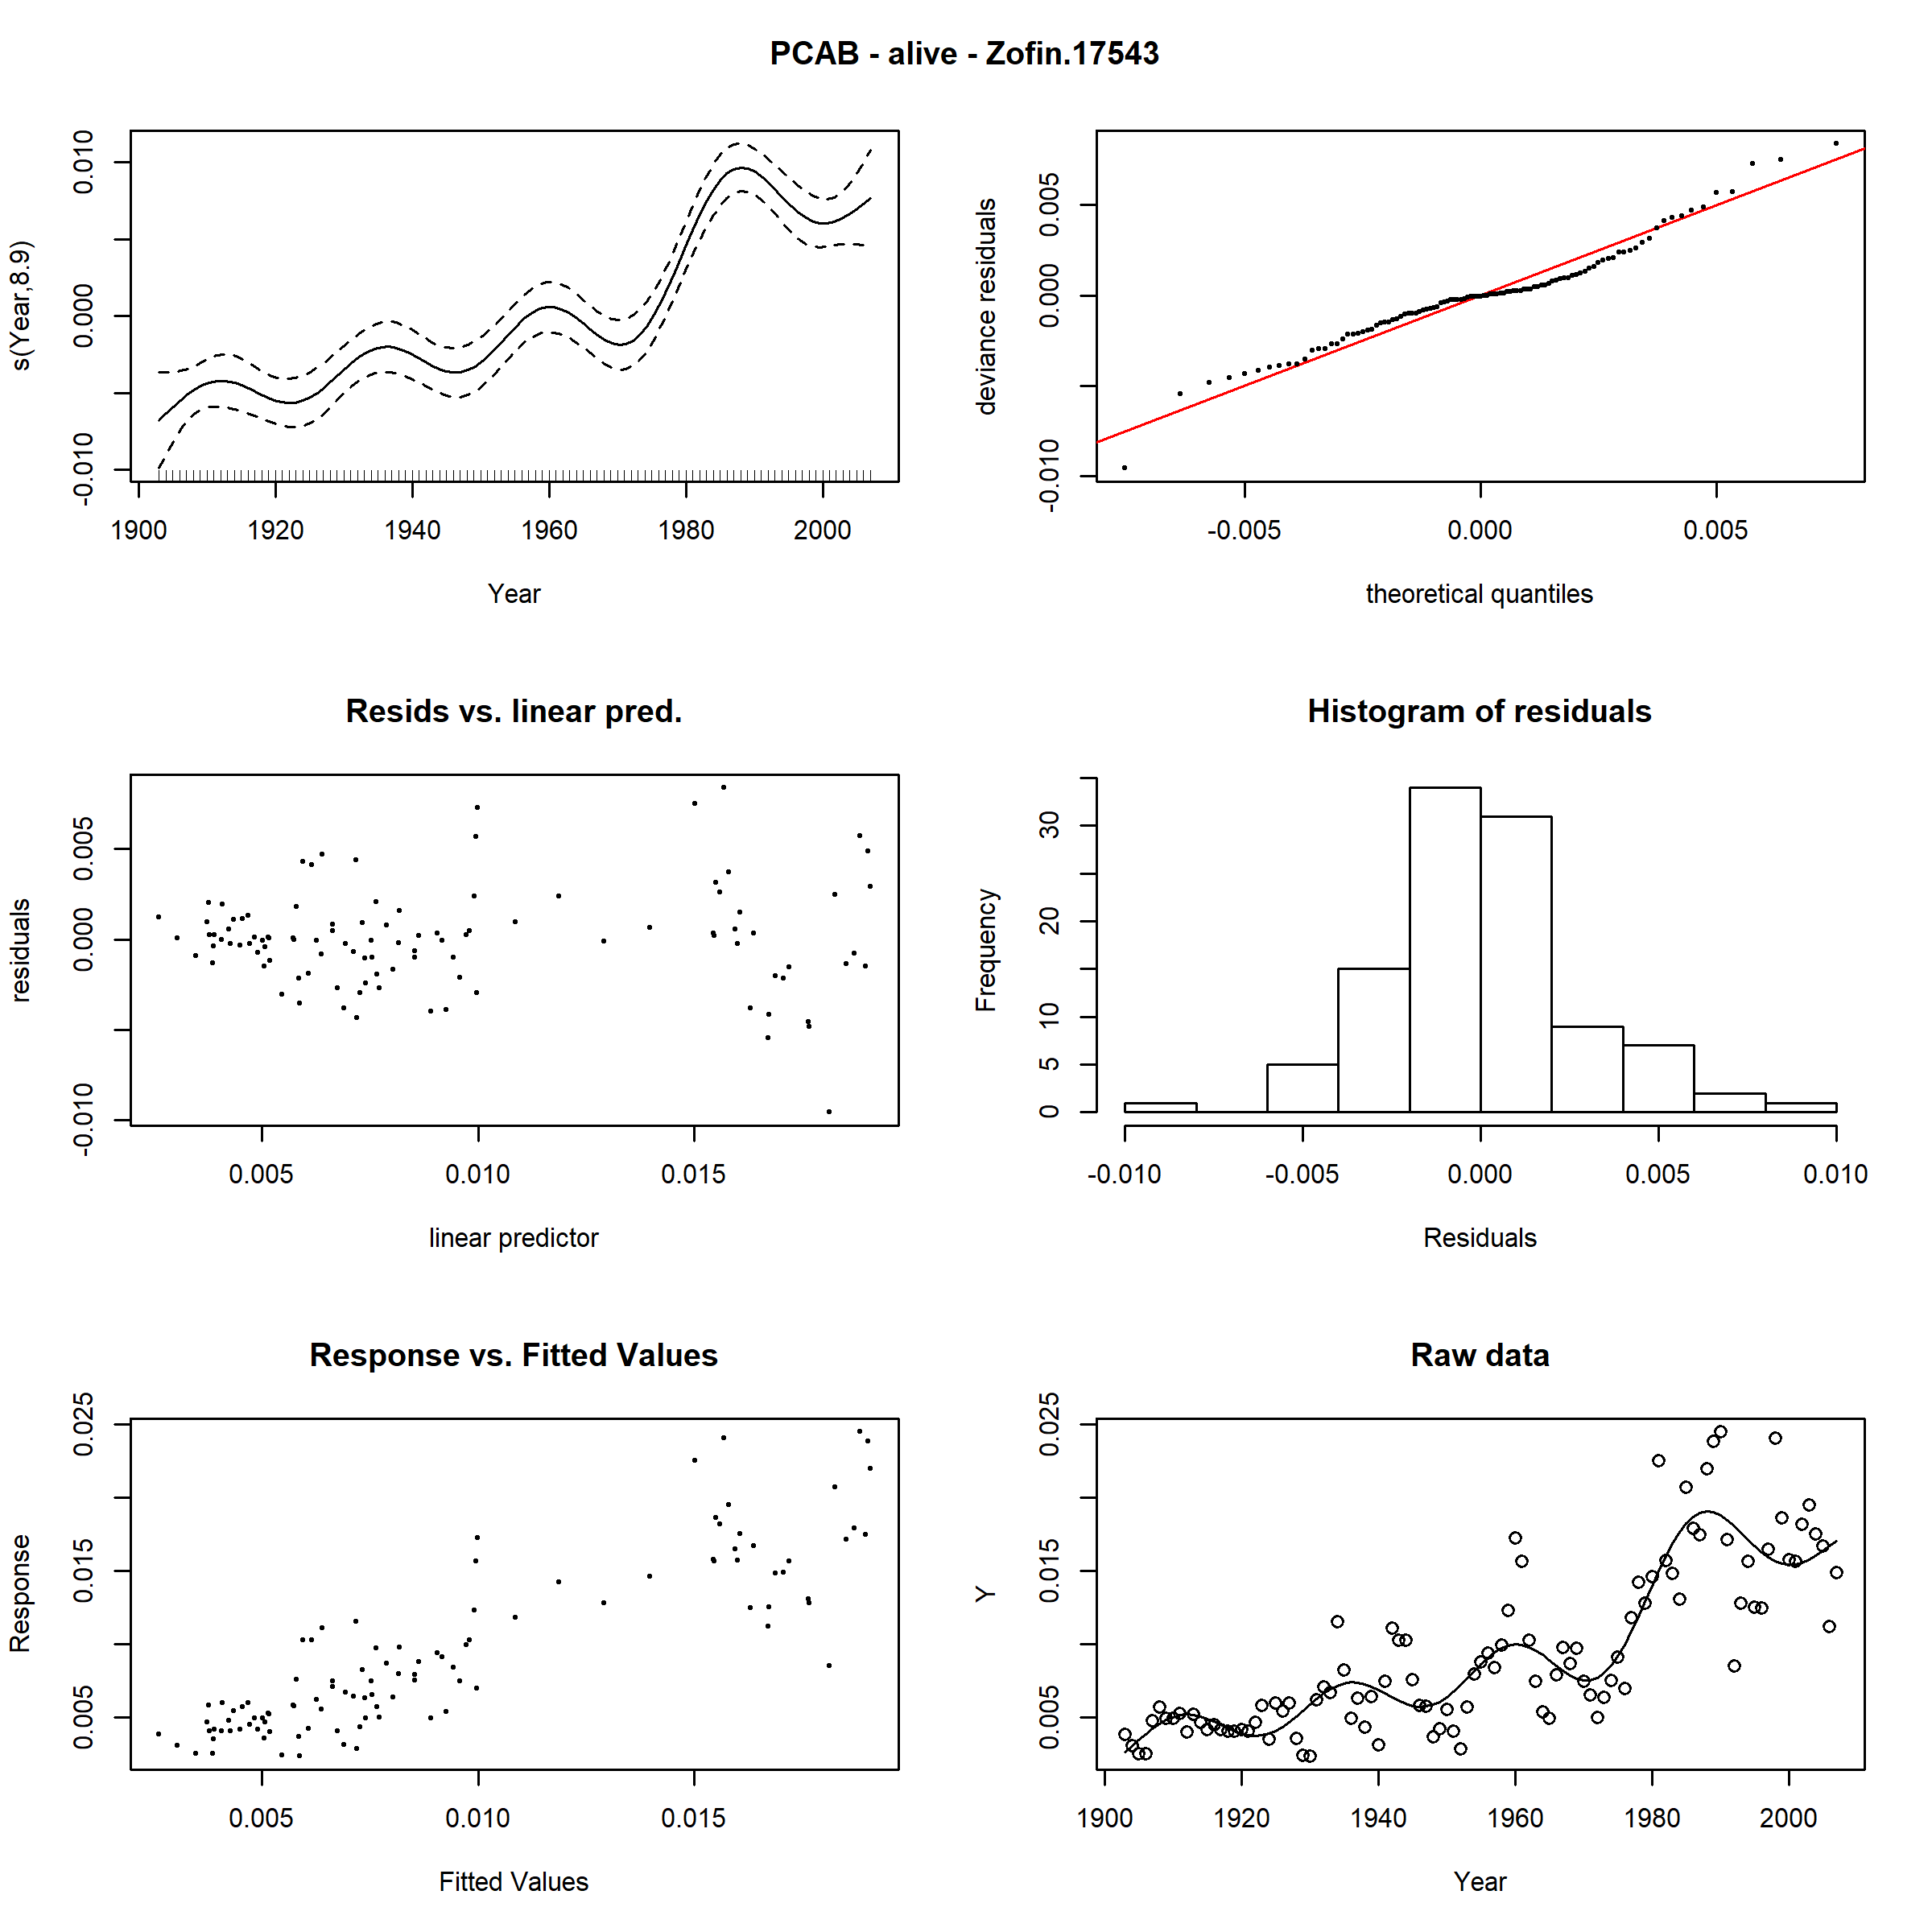 PCAB - alive - Zofin.17543
s(Year,8.9)
-0.010 0.000 0.010
1900 1920 1940 1960 1980 2000
Year
deviance residuals
-0.010 0.000 0.005
-0.005 0.000 0.005
theoretical quantiles
Resids vs. linear pred.
residuals
-0.010 0.000 0.005
0.005 0.010 0.015
linear predictor
Histogram of residuals
Frequency
0 5 10 20 30
-0.010 -0.005 0.000 0.005 0.010
Residuals
Response vs. Fitted Values
Response
0.005 0.015 0.025
0.005 0.010 0.015
Fitted Values
Raw data
Y
0.005 0.015 0.025
1900 1920 1940 1960 1980 2000
Year